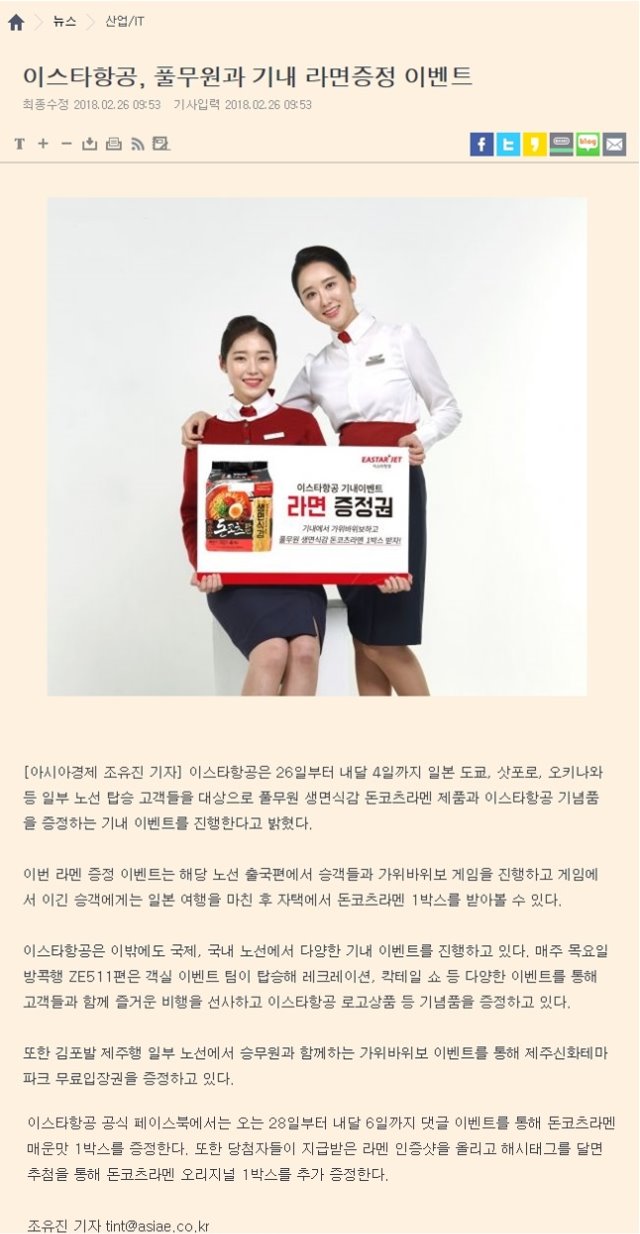 뉴스 산업/IT
이스타항공, 풀무원과 기내 라면증정 이벤트
최종수정 2018.02.26 09:53 기사입력 2018.02.26 09:53
T + −
f blog
EASTAR JET
이스타항공
이스타항공 기내이벤트
라면 증정권
기내에서 가위바위보하고
풀무원 생면식감 돈코츠라멘 1박스 받자!
돈코츠
생면식감
[아시아경제 조유진 기자] 이스타항공은 26일부터 내달 4일까지 일본 도쿄, 삿포로, 오키나와
등 일부 노선 탑승 고객들을 대상으로 풀무원 생면식감 돈코츠라멘 제품과 이스타항공 기념품
을 증정하는 기내 이벤트를 진행한다고 밝혔다.
이번 라멘 증정 이벤트는 해당 노선 출국편에서 승객들과 가위바위보 게임을 진행하고 게임에
서 이긴 승객에게는 일본 여행을 마친 후 자택에서 돈코츠라멘 1박스를 받아볼 수 있다.
이스타항공은 이밖에도 국제, 국내 노선에서 다양한 기내 이벤트를 진행하고 있다. 매주 목요일
방콕행 ZE511편은 객실 이벤트 팀이 탑승해 레크레이션, 칵테일 쇼 등 다양한 이벤트를 통해
고객들과 함께 즐거운 비행을 선사하고 이스타항공 로고상품 등 기념품을 증정하고 있다.
또한 김포발 제주행 일부 노선에서 승무원과 함께하는 가위바위보 이벤트를 통해 제주신화테마
파크 무료입장권을 증정하고 있다.
이스타항공 공식 페이스북에서는 오는 28일부터 내달 6일까지 댓글 이벤트를 통해 돈코츠라멘
매운맛 1박스를 증정한다. 또한 당첨자들이 지급받은 라멘 인증샷을 올리고 해시태그를 달면
추첨을 통해 돈코츠라멘 오리지널 1박스를 추가 증정한다.
조유진 기자 tint@asiae.co.kr